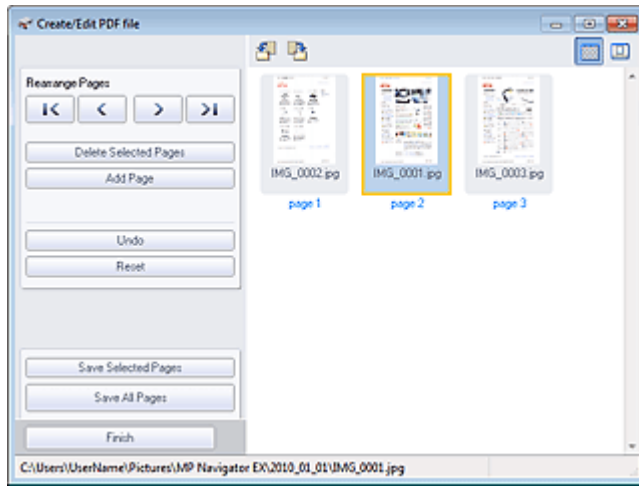 Create/Edit PDF file
Rearrange Pages
Delete Selected Pages
Add Page
Undo
Reset
Save Selected Pages
Save All Pages
Finish
IMG_0002.jpg
IMG_0001.jpg
IMG_0003.jpg
page 1
page 2
page 3
C:\Users\UserName\Pictures\MP Navigator EX\2010_01_01\IMG_0001.jpg